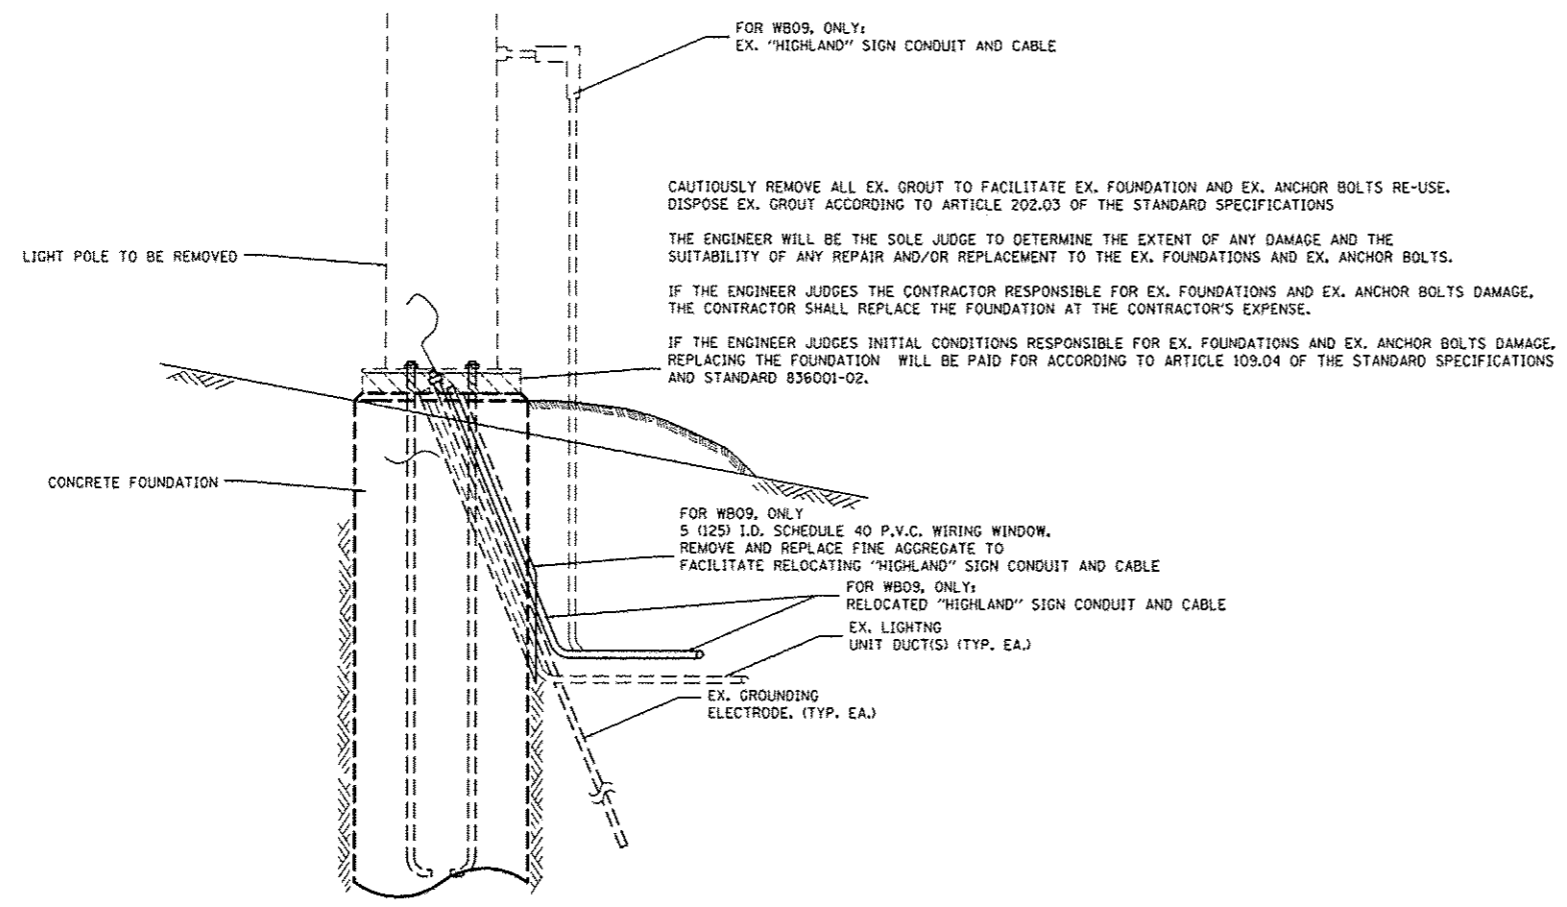 FOR WB09, ONLY:
EX. "HIGHLAND" SIGN CONDUIT AND CABLE
CAUTIOUSLY REMOVE ALL EX. GROUT TO FACILITATE EX. FOUNDATION AND EX. ANCHOR BOLTS RE-USE.
DISPOSE EX. GROUT ACCORDING TO ARTICLE 202.03 OF THE STANDARD SPECIFICATIONS
THE ENGINEER WILL BE THE SOLE JUDGE TO DETERMINE THE EXTENT OF ANY DAMAGE AND THE
SUITABILITY OF ANY REPAIR AND/OR REPLACEMENT TO THE EX. FOUNDATIONS AND EX. ANCHOR BOLTS.
LIGHT POLE TO BE REMOVED
IF THE ENGINEER JUDGES THE CONTRACTOR RESPONSIBLE FOR EX. FOUNDATIONS AND EX. ANCHOR BOLTS DAMAGE,
THE CONTRACTOR SHALL REPLACE THE FOUNDATION AT THE CONTRACTOR'S EXPENSE.
IF THE ENGINEER JUDGES INITIAL CONDITIONS RESPONSIBLE FOR EX. FOUNDATIONS AND EX. ANCHOR BOLTS DAMAGE,
REPLACING THE FOUNDATION WILL BE PAID FOR ACCORDING TO ARTICLE 109.04 OF THE STANDARD SPECIFICATIONS
AND STANDARD 836001-02.
CONCRETE FOUNDATION
FOR WB09, ONLY
5 (125) I.D. SCHEDULE 40 P.V.C. WIRING WINDOW.
REMOVE AND REPLACE FINE AGGREGATE TO
FACILITATE RELOCATING "HIGHLAND" SIGN CONDUIT AND CABLE
FOR WB09, ONLY:
RELOCATED "HIGHLAND" SIGN CONDUIT AND CABLE
EX. LIGHTNG
UNIT DUCT(S) (TYP. EA.)
EX. GROUNDING
ELECTRODE. (TYP. EA.)